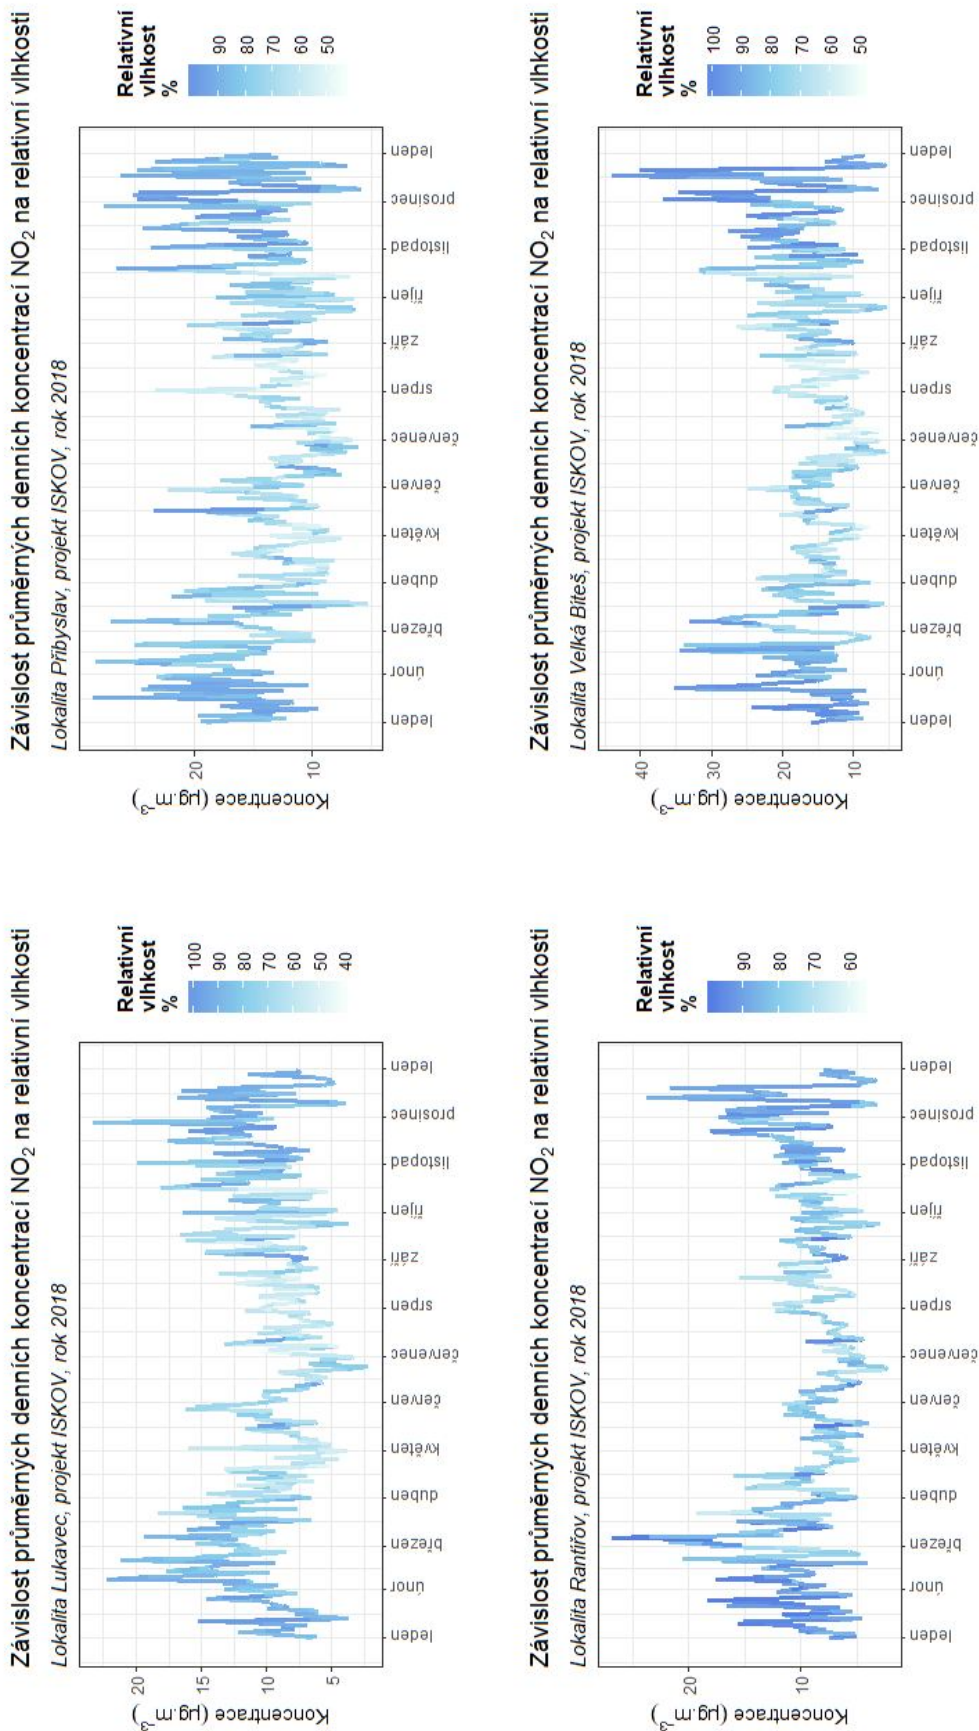 Závislost průměrných denních koncentrací NO₂ na relativní vlhkosti
Lokalita Lukavec, projekt ISKOV, rok 2018
Koncentrace (µg.m⁻³)
20
15
10
5
leden
únor
březen
duben
květen
červen
červenec
srpen
září
říjen
listopad
prosinec
leden
Relativní
vlhkost
%
100
90
80
70
60
50
40
Závislost průměrných denních koncentrací NO₂ na relativní vlhkosti
Lokalita Přibyslav, projekt ISKOV, rok 2018
Koncentrace (µg.m⁻³)
20
10
leden
únor
březen
duben
květen
červen
červenec
srpen
září
říjen
listopad
prosinec
leden
Relativní
vlhkost
%
90
80
70
60
50
Závislost průměrných denních koncentrací NO₂ na relativní vlhkosti
Lokalita Rantířov, projekt ISKOV, rok 2018
Koncentrace (µg.m⁻³)
20
10
leden
únor
březen
duben
květen
červen
červenec
srpen
září
říjen
listopad
prosinec
leden
Relativní
vlhkost
%
90
80
70
60
Závislost průměrných denních koncentrací NO₂ na relativní vlhkosti
Lokalita Velká Bíteš, projekt ISKOV, rok 2018
Koncentrace (µg.m⁻³)
40
30
20
10
leden
únor
březen
duben
květen
červen
červenec
srpen
září
říjen
listopad
prosinec
leden
Relativní
vlhkost
%
100
90
80
70
60
50